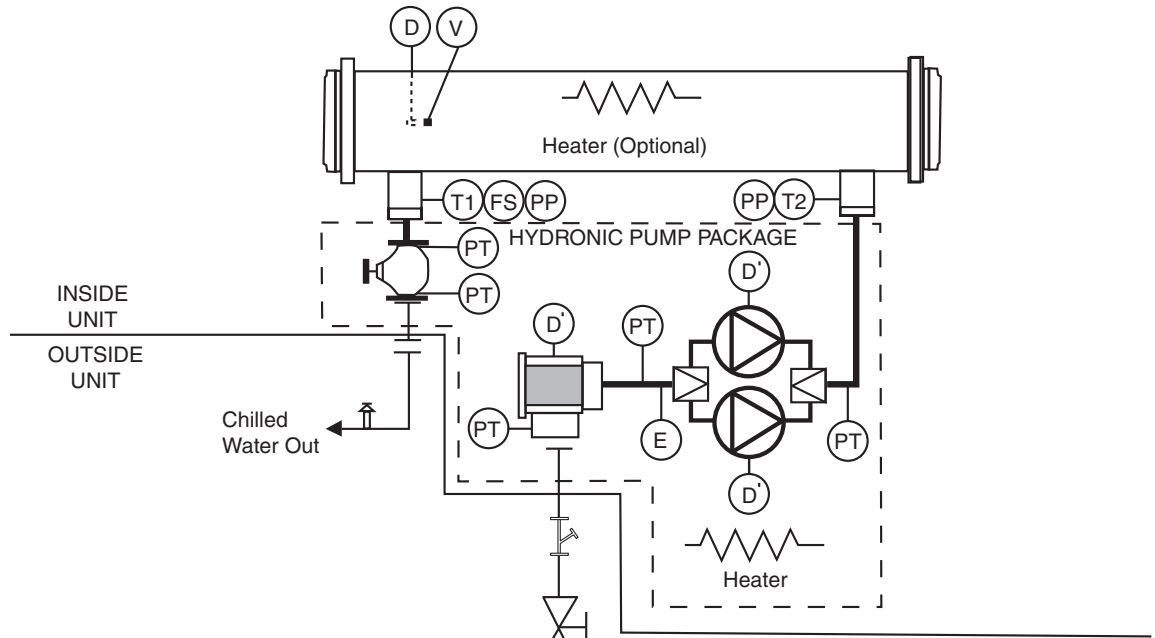 D V
Heater (Optional)
T1 FS PP
PP T2
HYDRONIC PUMP PACKAGE
PT
D'
PT
INSIDE
UNIT
D'
PT
OUTSIDE
UNIT
Chilled
Water Out
PT
E
PT
D'
Heater